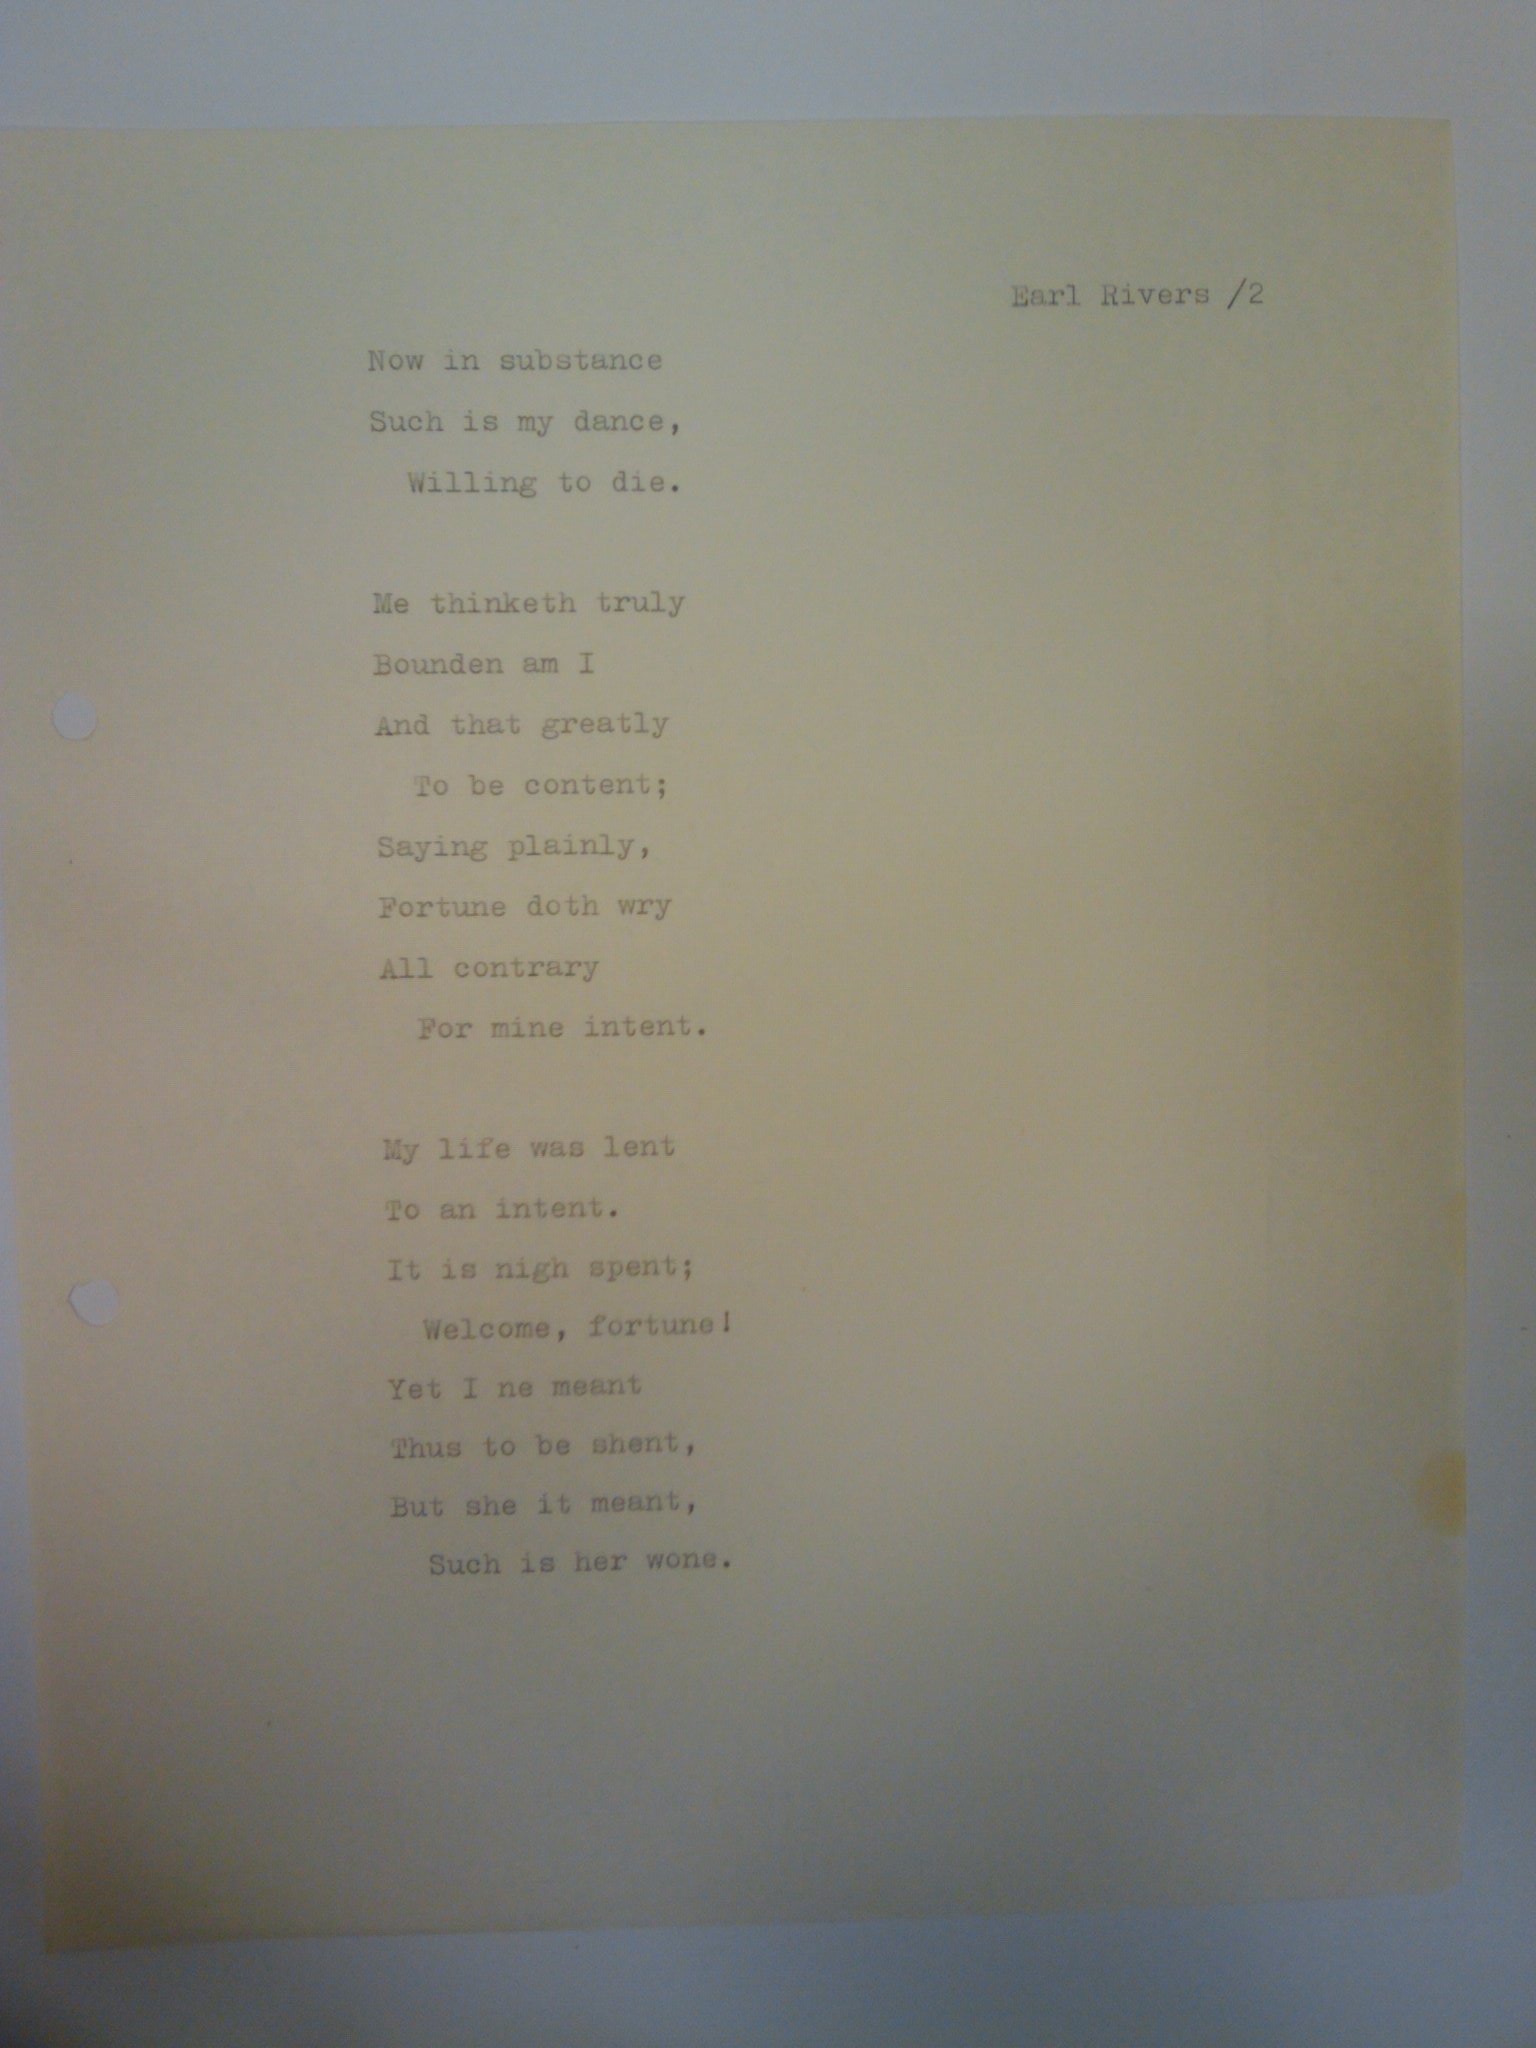 Earl Rivers /2
Now in substance
Such is my dance,
Willing to die.
Me thinketh truly
Bounden am I
And that greatly
To be content;
Saying plainly,
Fortune doth wry
All contrary
For mine intent.
My life was lent
To an intent.
It is nigh spent;
Welcome, fortune!
Yet I ne meant
Thus to be shent,
But she it meant,
Such is her wone.